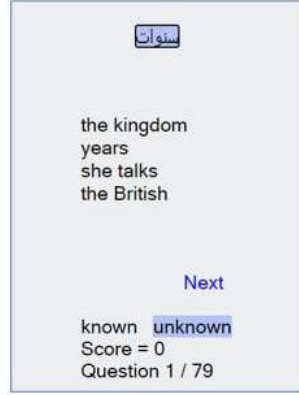 سنوات
the kingdom
years
she talks
the British
Next
known unknown
Score = 0
Question 1 / 79